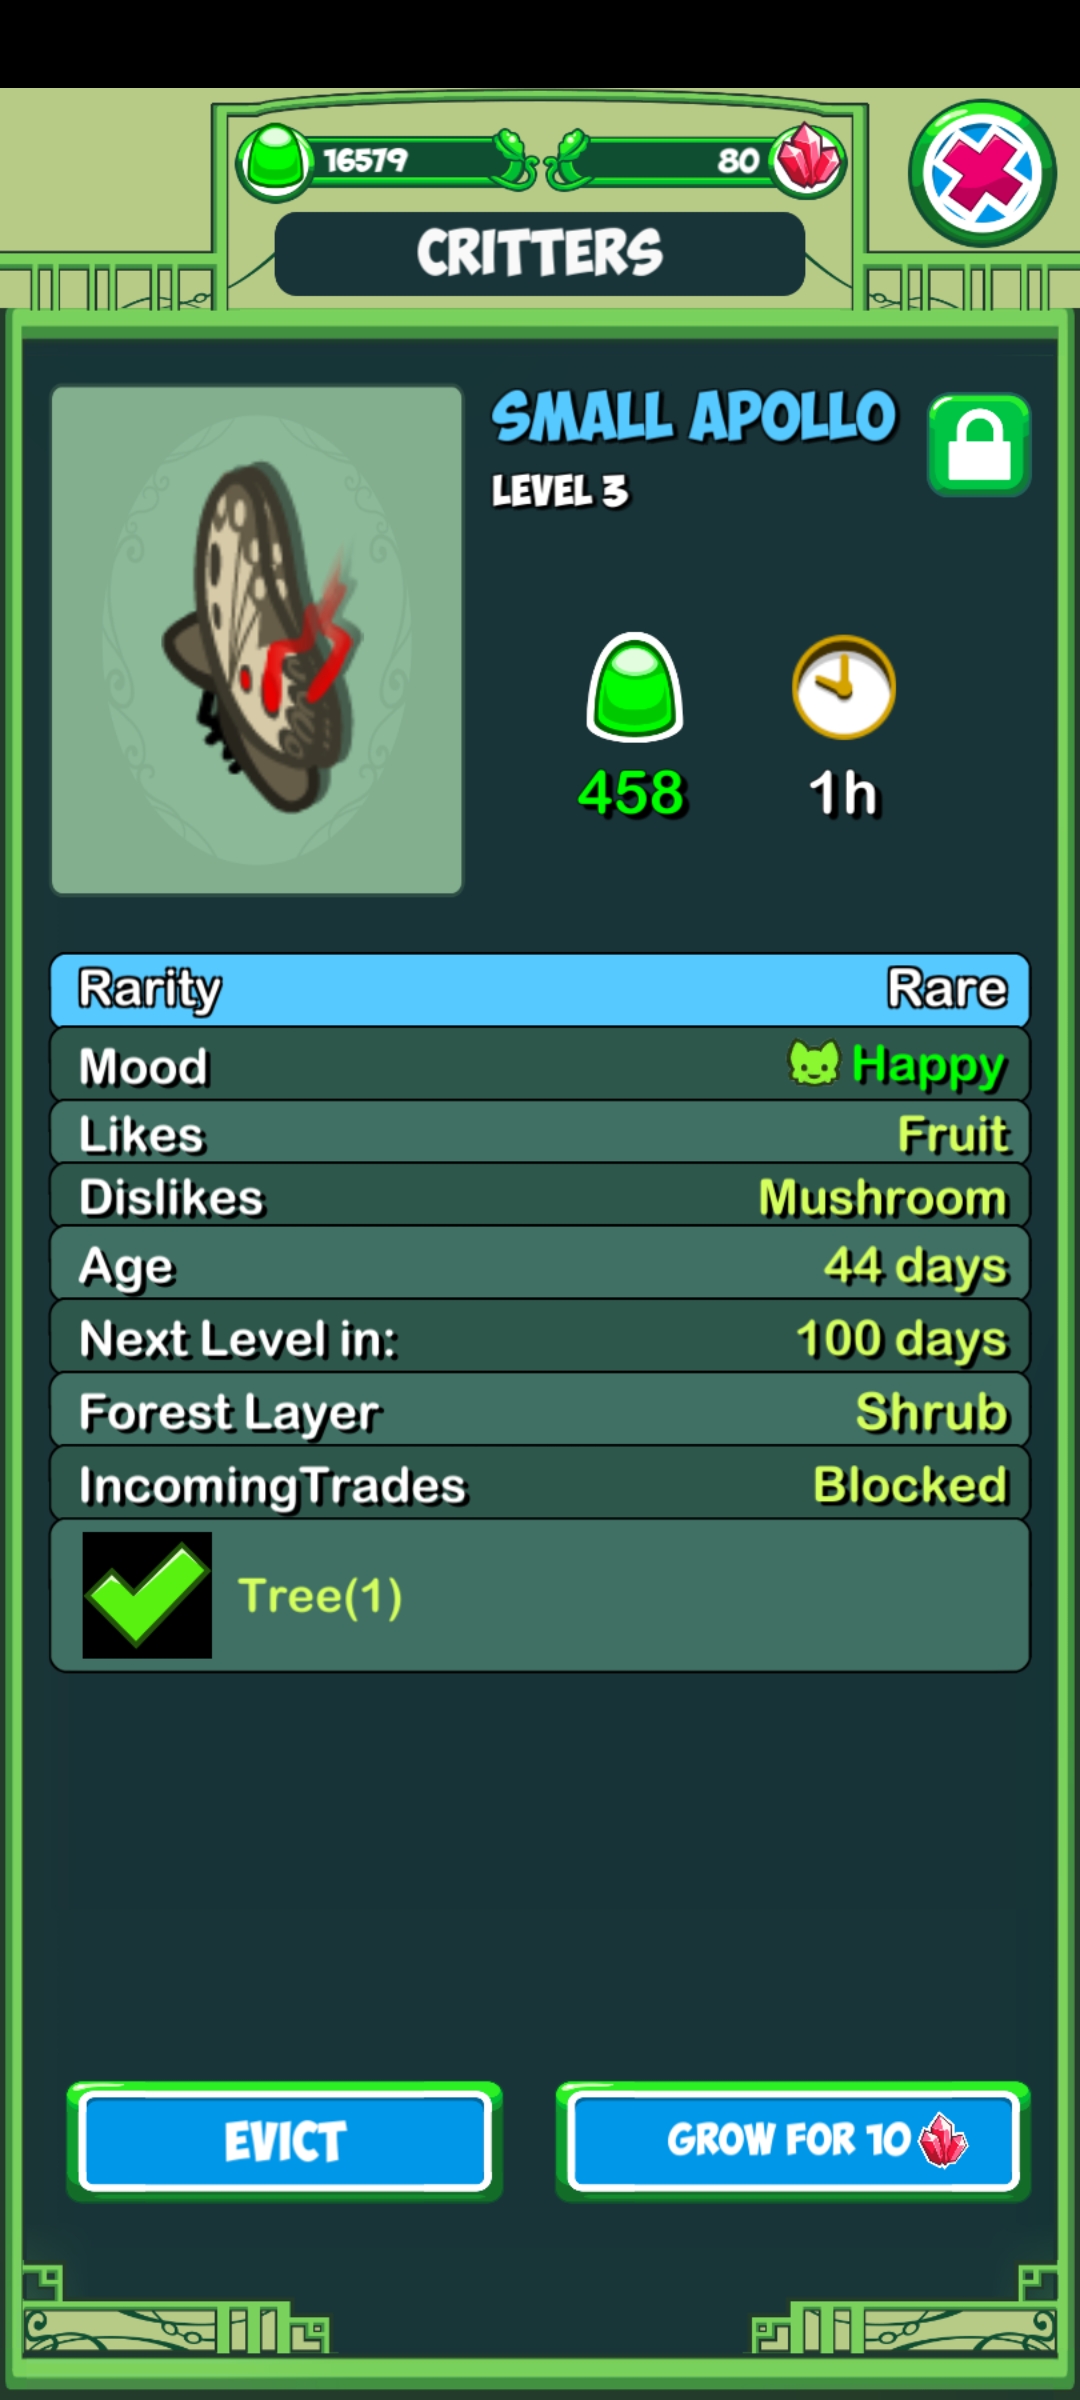 16579
80
CRITTERS
SMALL APOLLO
LEVEL 3
458
1h
Rarity Rare
Mood Happy
Likes Fruit
Dislikes Mushroom
Age 44 days
Next Level in: 100 days
Forest Layer Shrub
IncomingTrades Blocked
Tree(1)
EVICT
GROW FOR 10